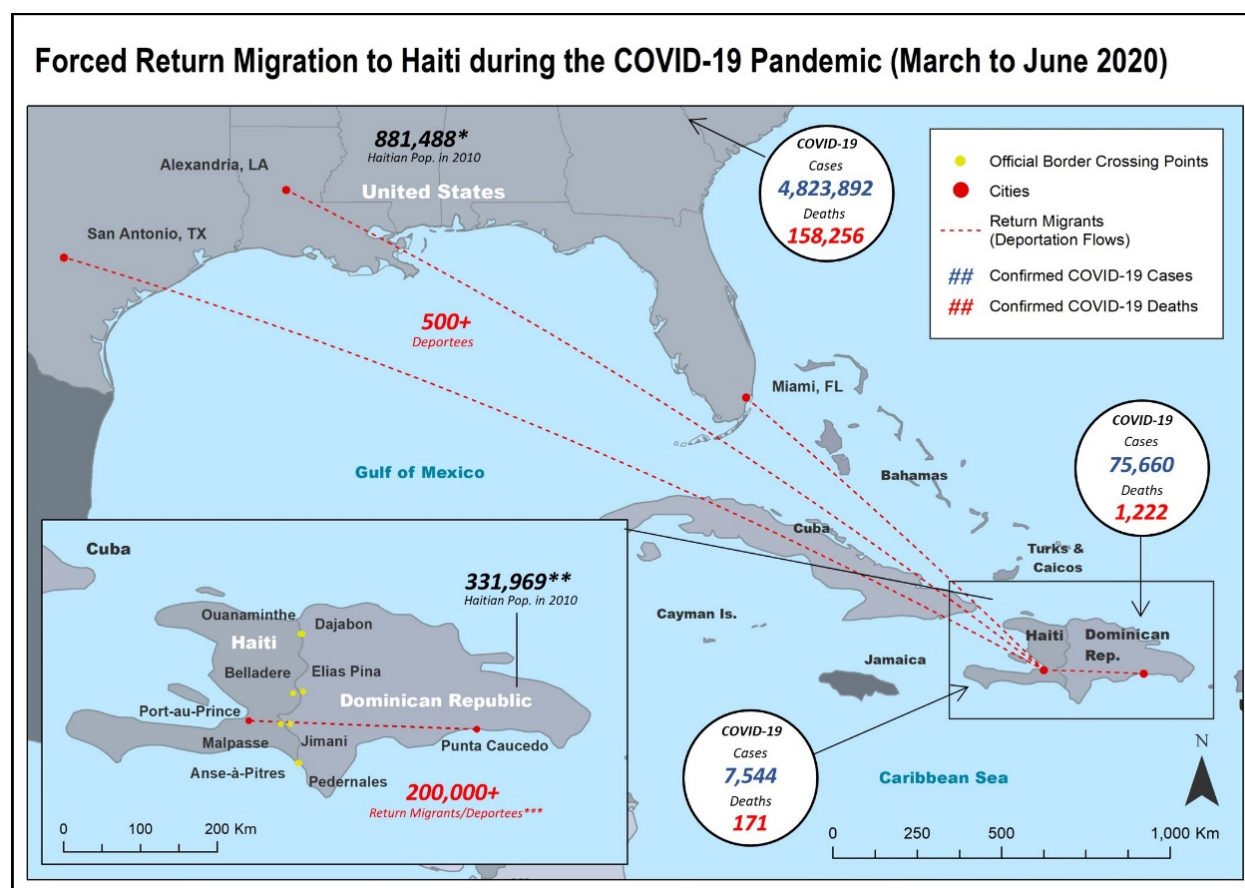 Forced Return Migration to Haiti during the COVID-19 Pandemic (March to June 2020)
881,488*
Haitian Pop. in 2010
Alexandria, LA
United States
San Antonio, TX
COVID-19
Cases
4,823,892
Deaths
158,256
Official Border Crossing Points
Cities
Return Migrants
(Deportation Flows)
## Confirmed COVID-19 Cases
## Confirmed COVID-19 Deaths
500+
Deportees
Miami, FL
Gulf of Mexico
Bahamas
COVID-19
Cases
75,660
Deaths
1,222
Cuba
Turks &
Caicos
Cayman Is.
Jamaica
Haiti
Dominican
Rep.
COVID-19
Cases
7,544
Deaths
171
Caribbean Sea
N
0 250 500 1,000 Km
Cuba
331,969**
Haitian Pop. in 2010
Ouanaminthe
Dajabon
Haiti
Belladere
Elias Pina
Dominican Republic
Port-au-Prince
Malpasse
Jimani
Punta Caucedo
Anse-à-Pitres
Pedernales
200,000+
Return Migrants/Deportees***
0 100 200 Km